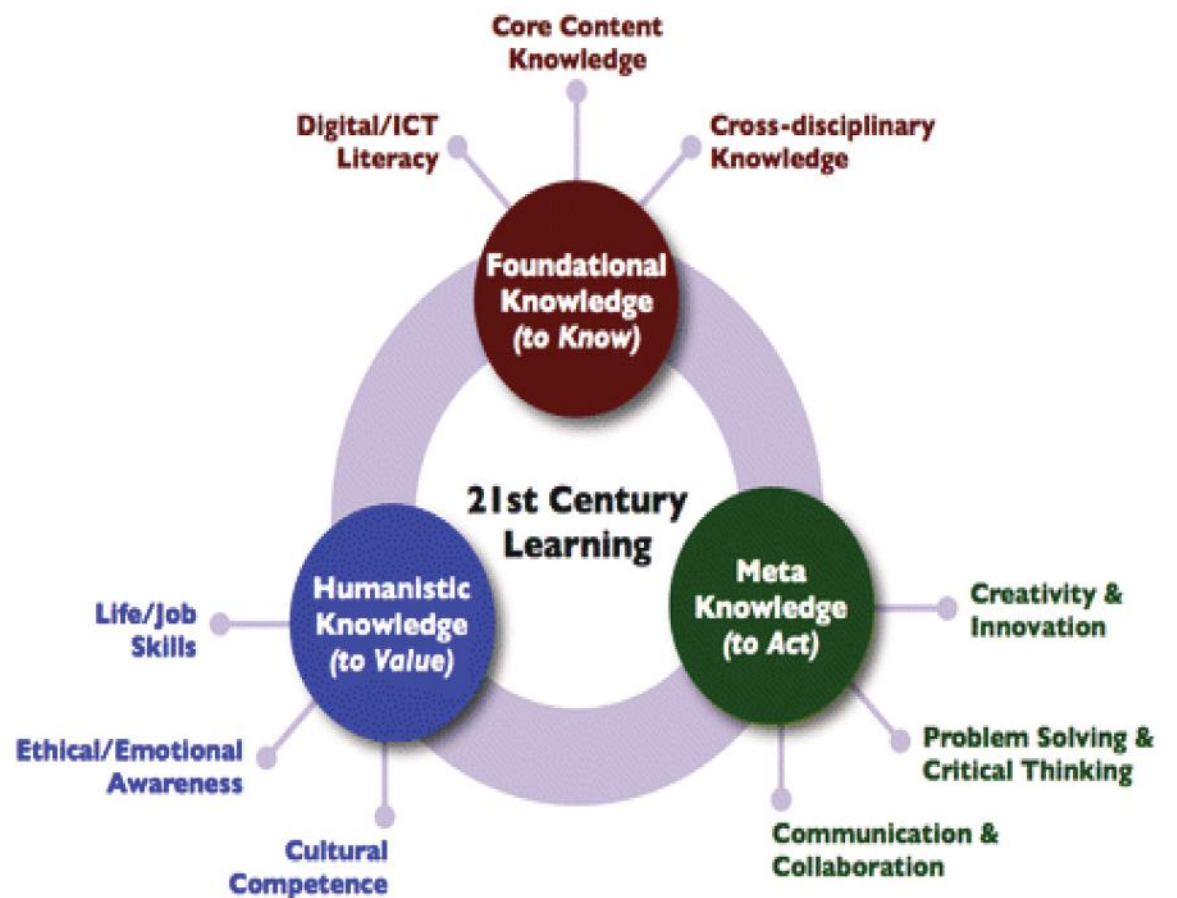 Core Content
Knowledge
Digital/ICT
Literacy
Cross-disciplinary
Knowledge
Foundational
Knowledge
(to Know)
21st Century
Learning
Humanistic
Knowledge
(to Value)
Meta
Knowledge
(to Act)
Life/Job
Skills
Ethical/Emotional
Awareness
Cultural
Competence
Creativity &
Innovation
Problem Solving &
Critical Thinking
Communication &
Collaboration